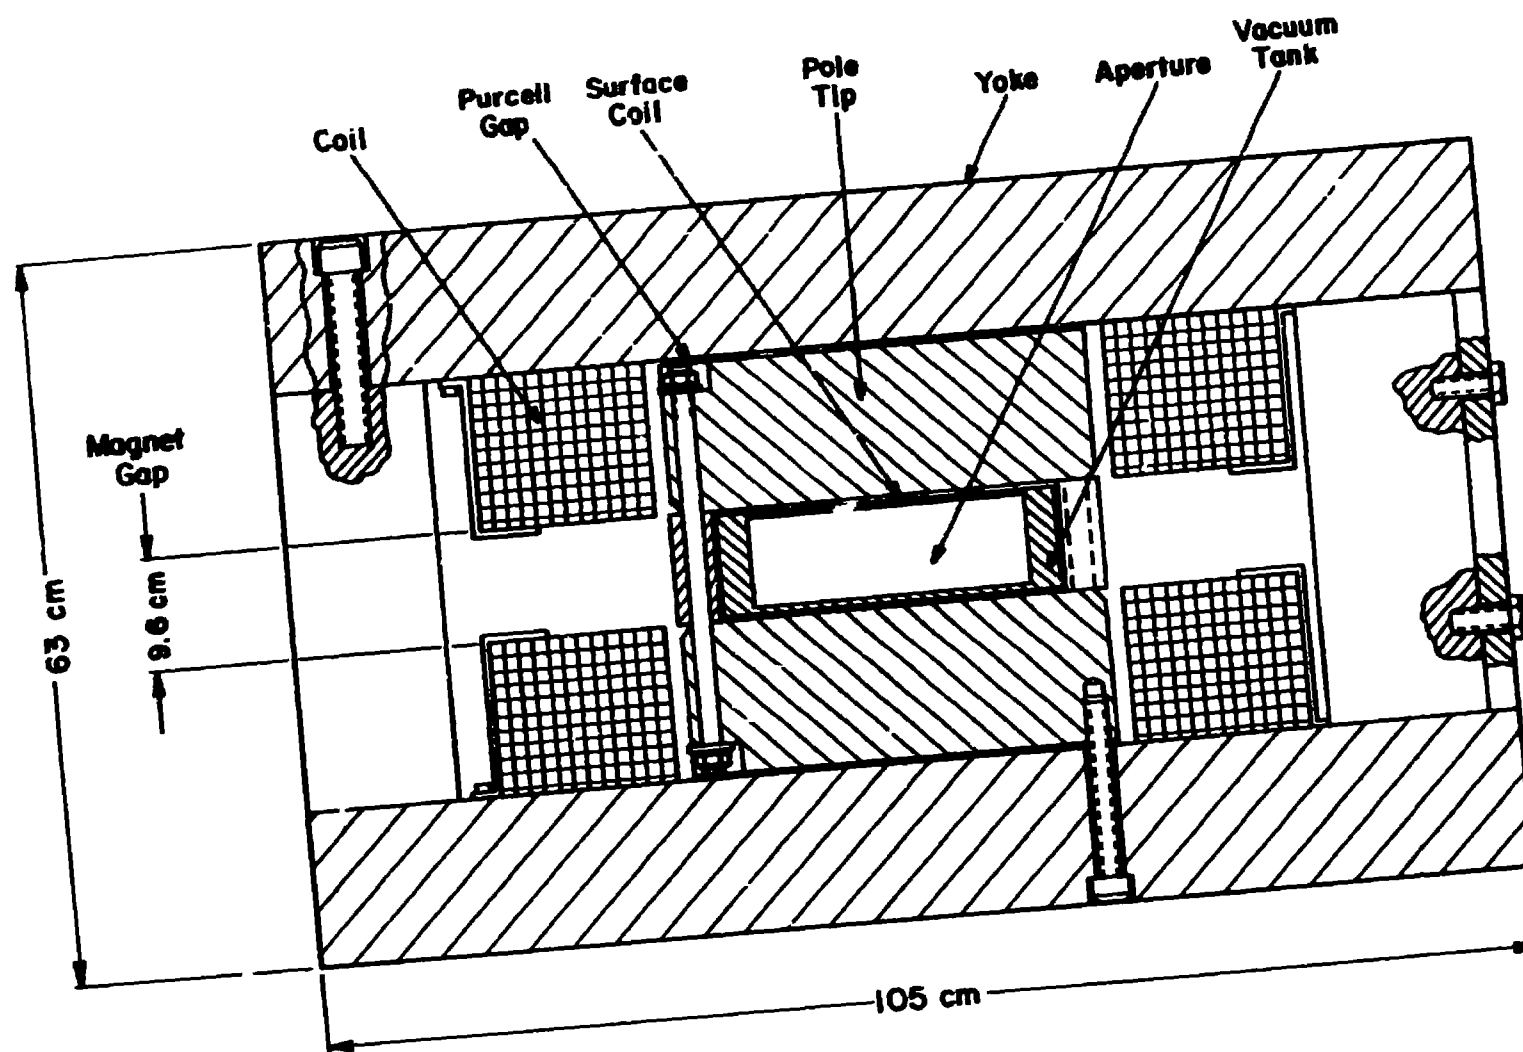 Vacuum
Tank
Aperture
Yoke
Pole
Tip
Surface
Coil
Purcell
Gap
Coil
Magnet
Gap
63 cm
9.6 cm
105 cm